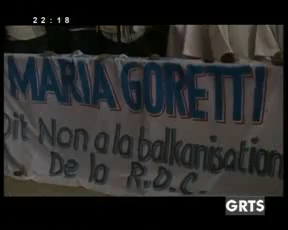 22:18
MARIA GORETTI
Dit Non a la balkanisation
De la R.D.C.
GRTS